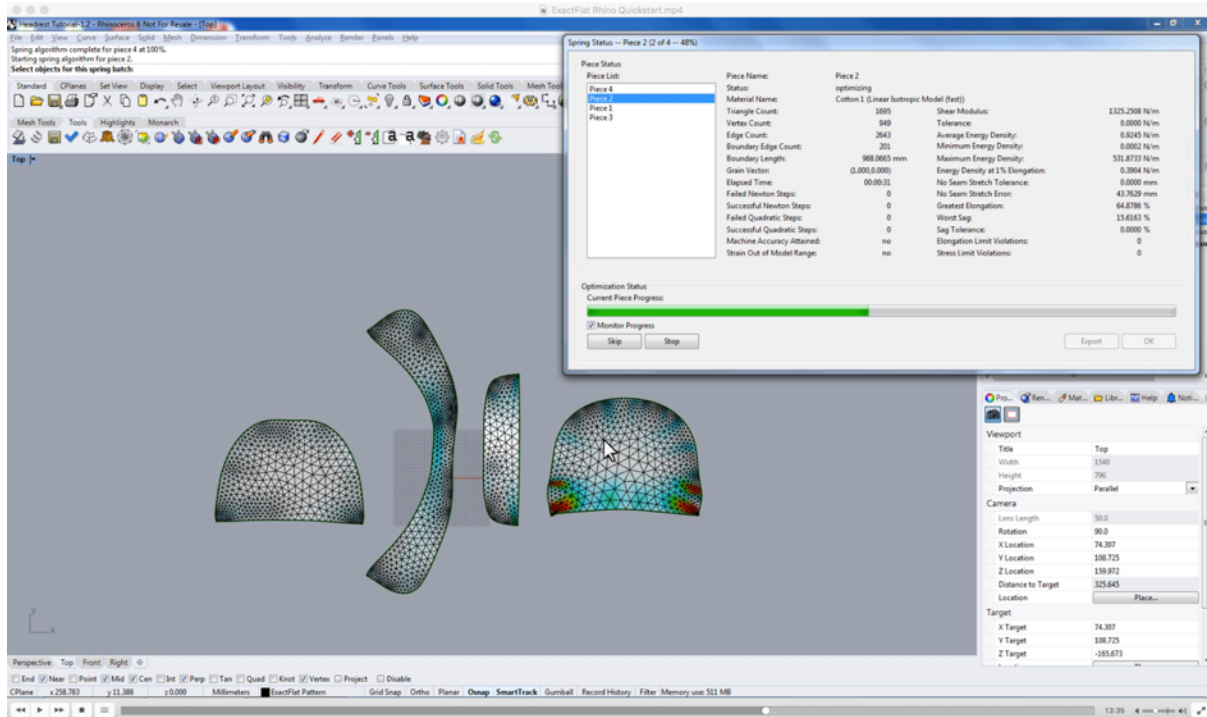 ExactFlat Rhino Quickstart.mp4
Headrest Tutorial-1.2 - Rhinoceros 6 Not For Resale - [Top]
File Edit View Curve Surface Solid Mesh Dimension Transform Tools Analyze Render Panels Help
Spring algorithm complete for piece 4 at 100%.
Starting spring algorithm for piece 2.
Select objects for this spring batch:
Standard CPlanes Set View Display Select Viewport Layout Visibility Transform Curve Tools Surface Tools Solid Tools Mesh Tool
Mesh Tools Tools Highlights Monarch
Top
Spring Status -- Piece 2 (2 of 4 -- 48%)
Piece Status
Piece List:
Piece 4
Piece 2
Piece 1
Piece 3
Piece Name: Piece 2
Status: optimizing
Material Name: Cotton 1 (Linear Isotropic Model (fast))
Triangle Count: 1695 Shear Modulus: 1325.2508 N/m
Vertex Count: 949 Tolerance: 0.0000 N/m
Edge Count: 2643 Average Energy Density: 0.9245 N/m
Boundary Edge Count: 201 Minimum Energy Density: 0.0002 N/m
Boundary Length: 988.0665 mm Maximum Energy Density: 531.8733 N/m
Grain Vector: (1.000,0.000) Energy Density at 1% Elongation: 0.3904 N/m
Elapsed Time: 00:00:31 No Seam Stretch Tolerance: 0.0000 mm
Failed Newton Steps: 0 No Seam Stretch Error: 43.7629 mm
Successful Newton Steps: 0 Greatest Elongation: 64.8786 %
Failed Quadratic Steps: 0 Worst Sag: 15.6163 %
Successful Quadratic Steps: 0 Sag Tolerance: 0.0000 %
Machine Accuracy Attained: no Elongation Limit Violations: 0
Strain Out of Model Range: no Stress Limit Violations: 0
Optimization Status
Current Piece Progress:
Monitor Progress
Skip Stop Export OK
Pro... Ren... Mat... Libr... Help Noti...
Viewport
Title Top
Width 1540
Height 796
Projection Parallel
Camera
Lens Length 50.0
Rotation 90.0
X Location 74.307
Y Location 108.725
Z Location 159.972
Distance to Target 325.645
Location Place...
Target
X Target 74.307
Y Target 108.725
Z Target -165.673
y
x
Perspective Top Front Right
End Near Point Mid Cen Int Perp Tan Quad Knot Vertex Project Disable
CPlane x 258.783 y 11.388 z 0.000 Millimeters ExactFlat Pattern Grid Snap Ortho Planar Osnap SmartTrack Gumball Record History Filter Memory use: 511 MB
13:35